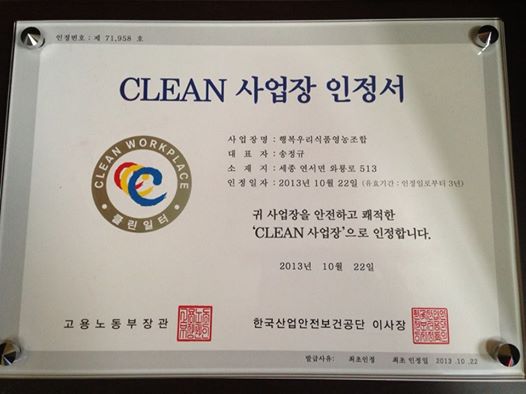 인정번호 : 제 71,958 호
CLEAN 사업장 인정서
CLEAN WORKPLACE
클린일터
사 업 장 명 : 행복우리식품영농조합
대 표 자 : 송정규
소 재 지 : 세종 연서면 와룡로 513
인 정 일 자 : 2013년 10월 22일 (유효기간 : 인정일로부터 3년)
귀 사업장을 안전하고 쾌적한
‘CLEAN 사업장’으로 인정합니다.
2013년 10월 22일
고용노동부장관
한국산업안전보건공단 이사장
발급사유: 최초인정 최초 인정일 2013 .10 .22